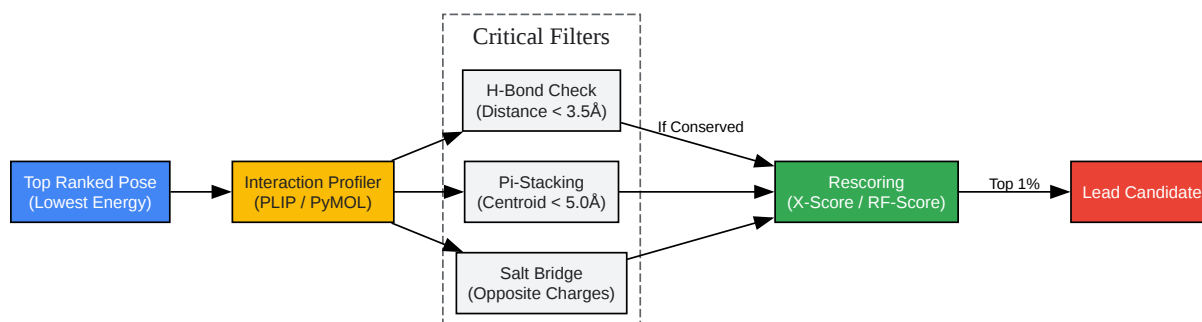 Critical Filters
H-Bond Check
(Distance < 3.5Å)
If Conserved
Top Ranked Pose
(Lowest Energy)
Interaction Profiler
(PLIP / PyMOL)
Pi-Stacking
(Centroid < 5.0Å)
Rescoring
(X-Score / RF-Score)
Top 1%
Lead Candidate
Salt Bridge
(Opposite Charges)